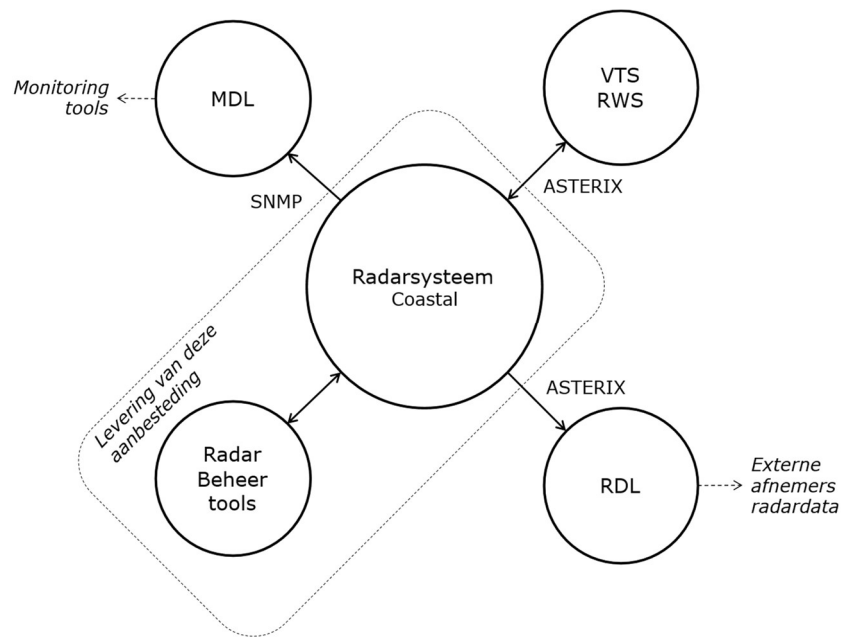 MDL
Monitoring
tools
VTS
RWS
SNMP
ASTERIX
Radarsysteem
Coastal
Levering van deze
aanbesteding
ASTERIX
Radar
Beheer
tools
RDL
Externe
afnemers
radardata